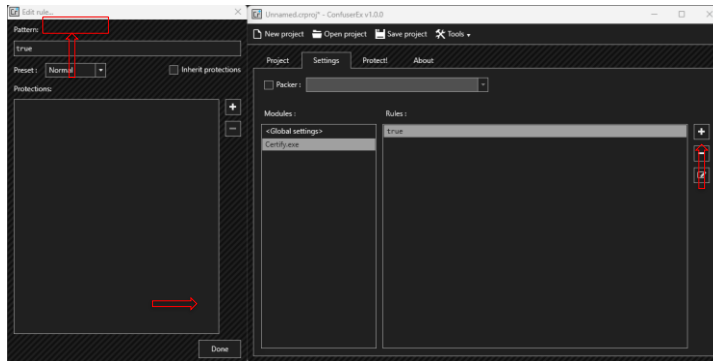 Edit rule...
Pattern:
true
Preset :
Normal
Inherit protections
Protections:
Done
Unnamed.crproj* - ConfuserEx v1.0.0
New project
Open project
Save project
Tools
Project
Settings
Protect!
About
Packer :
Modules :
<Global settings>
Certify.exe
Rules :
true